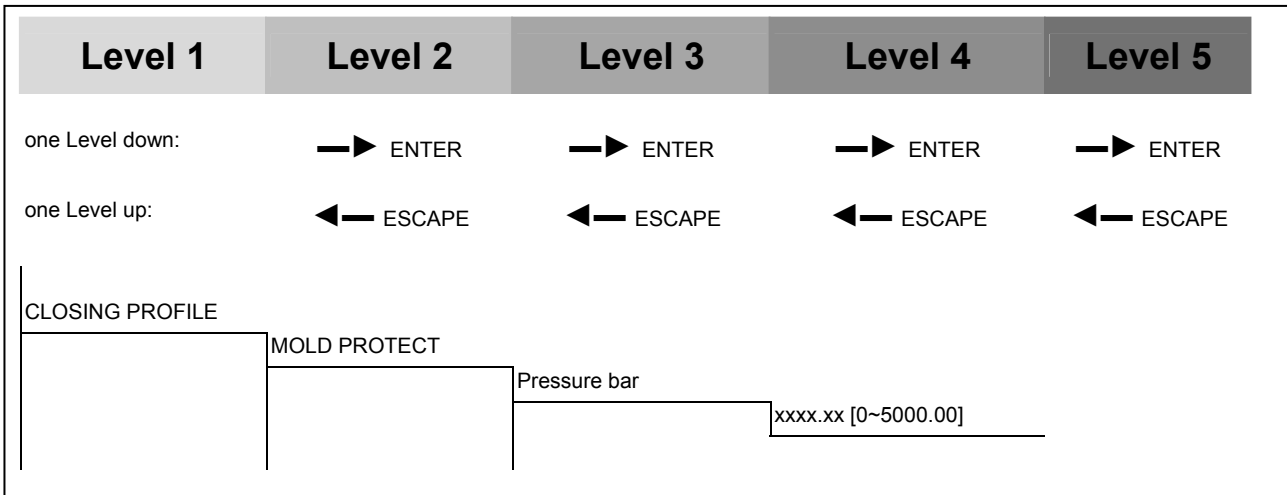 Level 1 Level 2 Level 3 Level 4 Level 5
one Level down: ENTER ENTER ENTER ENTER
one Level up: ESCAPE ESCAPE ESCAPE ESCAPE
CLOSING PROFILE
MOLD PROTECT
Pressure bar
xxxx.xx [0~5000.00]